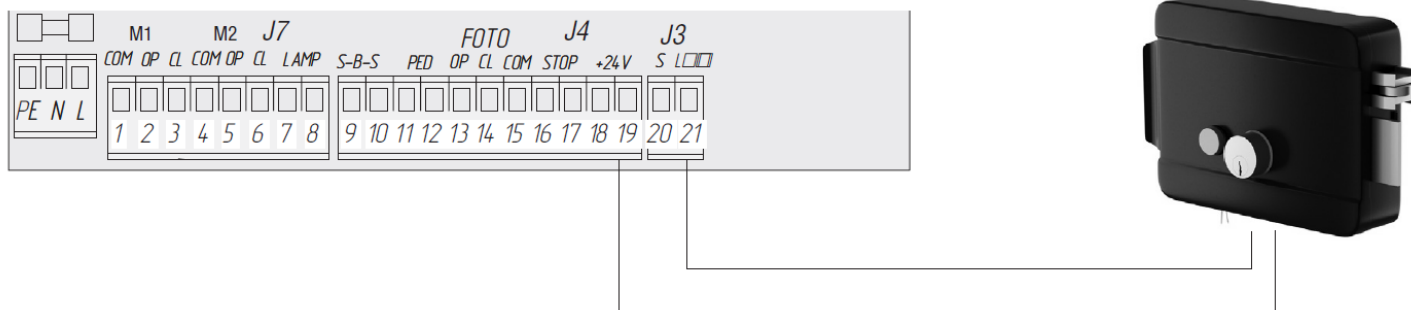 M1 M2 J7 FOTO J4 J3
COM OP CL COM OP CL LAMP S-B-S PED OP CL COM STOP +24V S
PE N L
1 2 3 4 5 6 7 8 9 10 11 12 13 14 15 16 17 18 19 20 21